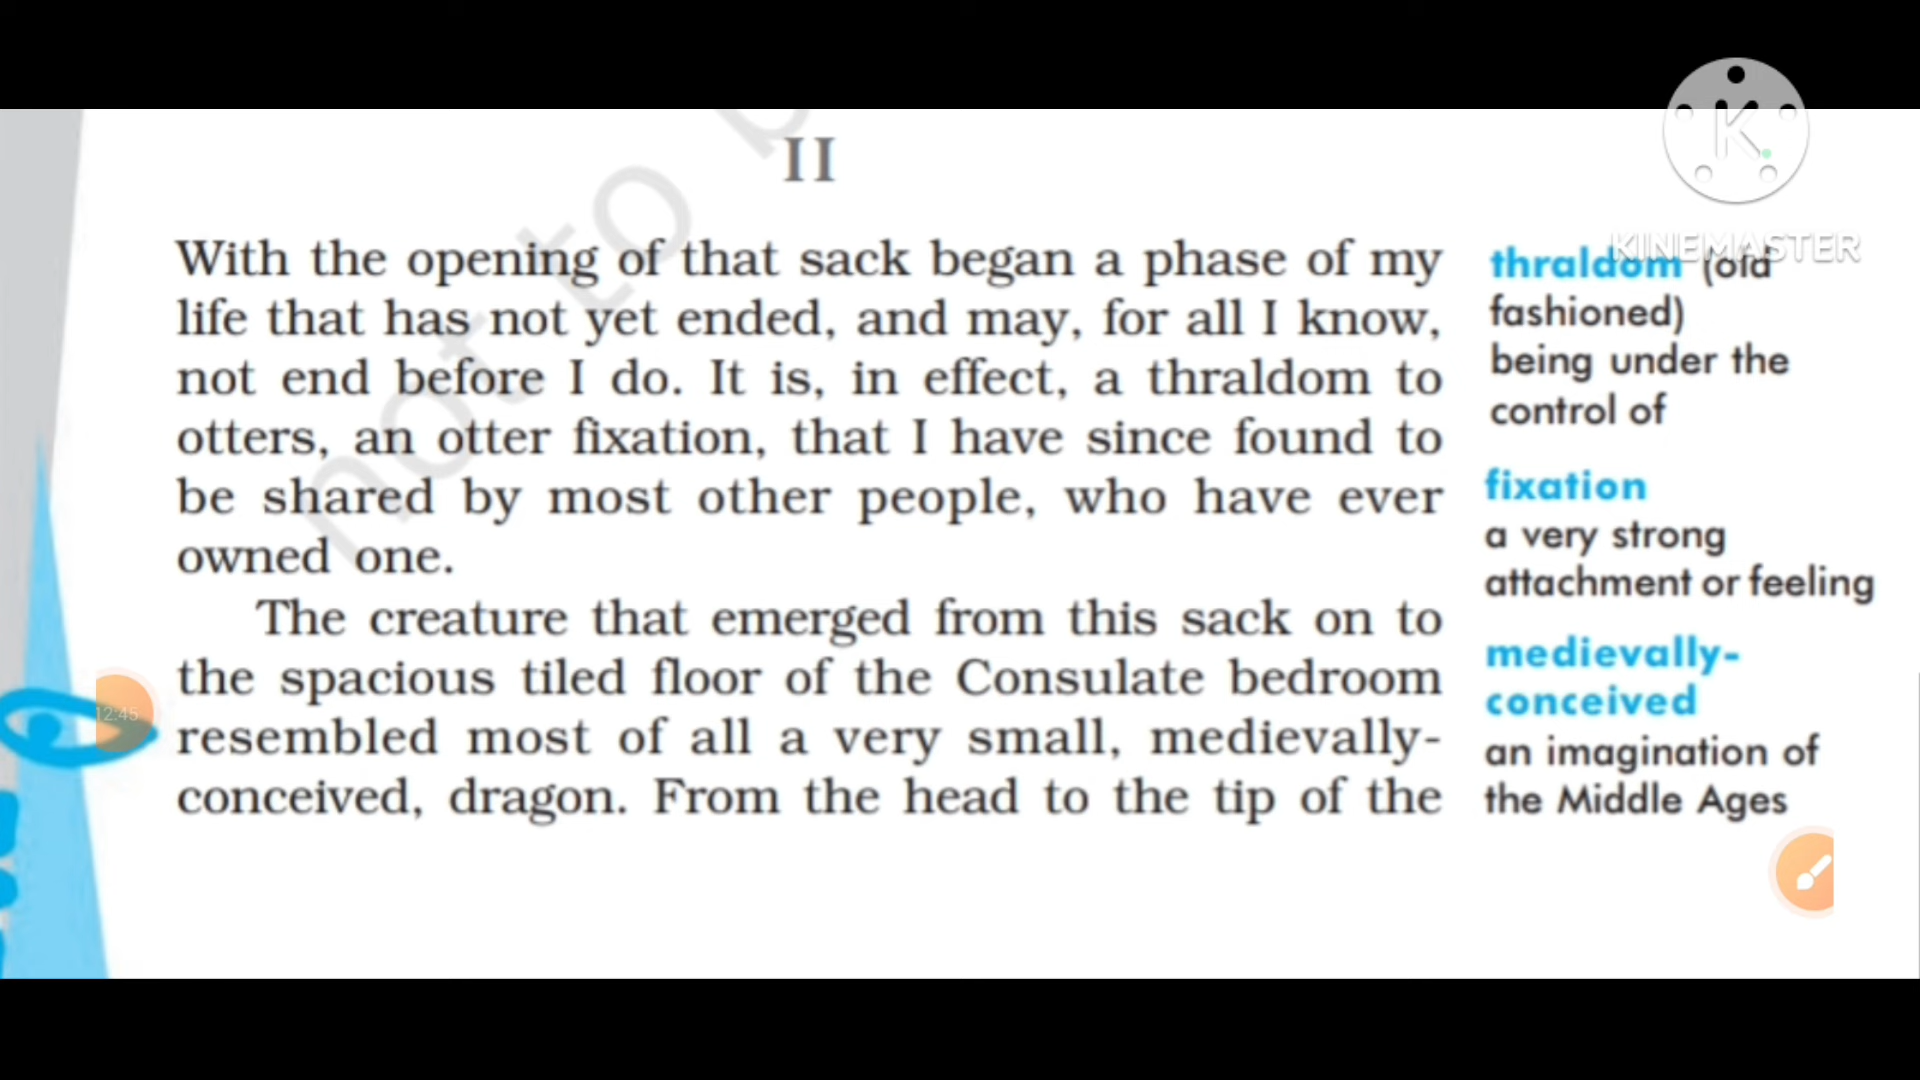 II
With the opening of that sack began a phase of my
life that has not yet ended, and may, for all I know,
not end before I do. It is, in effect, a thraldom to
otters, an otter fixation, that I have since found to
be shared by most other people, who have ever
owned one.
The creature that emerged from this sack on to
the spacious tiled floor of the Consulate bedroom
resembled most of all a very small, medievally-
conceived, dragon. From the head to the tip of the
thraldom (old
fashioned)
being under the
control of
fixation
a very strong
attachment or feeling
medievally-
conceived
an imagination of
the Middle Ages
K
KINEMASTER
12:45
not to b